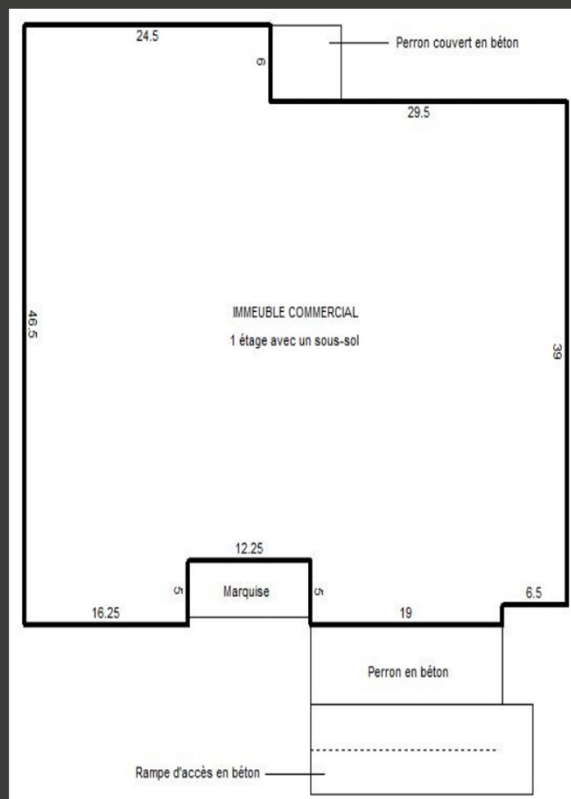 24.5
Perron couvert en béton
6
29.5
46.5
IMMEUBLE COMMERCIAL
1 étage avec un sous-sol
39
12.25
5
Marquise
5
16.25
19
6.5
Perron en béton
Rampe d'accès en béton